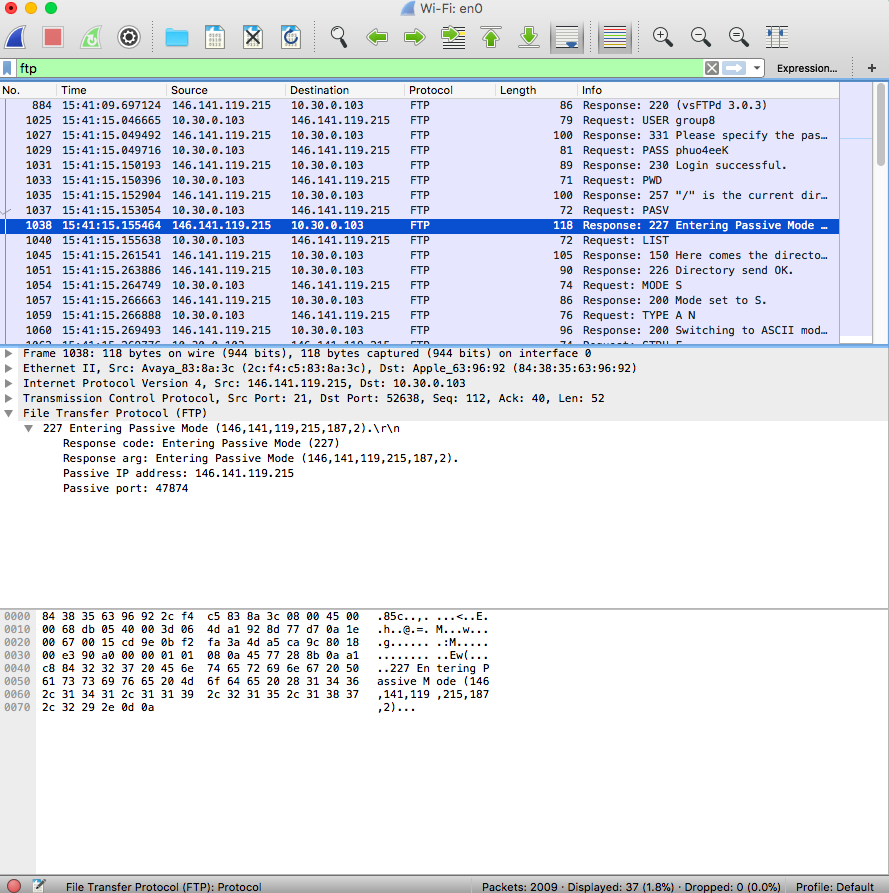 Wi-Fi: en0
ftp
Expression...
+
No. Time Source Destination Protocol Length Info
884 15:41:09.697124 146.141.119.215 10.30.0.103 FTP 86 Response: 220 (vsFTPd 3.0.3)
1025 15:41:15.046665 10.30.0.103 146.141.119.215 FTP 79 Request: USER group8
1027 15:41:15.049492 146.141.119.215 10.30.0.103 FTP 100 Response: 331 Please specify the pas…
1029 15:41:15.049716 10.30.0.103 146.141.119.215 FTP 81 Request: PASS phuo4eeK
1031 15:41:15.150193 146.141.119.215 10.30.0.103 FTP 89 Response: 230 Login successful.
1033 15:41:15.150396 10.30.0.103 146.141.119.215 FTP 71 Request: PWD
1035 15:41:15.152904 146.141.119.215 10.30.0.103 FTP 100 Response: 257 "/" is the current dir…
1037 15:41:15.153054 10.30.0.103 146.141.119.215 FTP 72 Request: PASV
1038 15:41:15.155464 146.141.119.215 10.30.0.103 FTP 118 Response: 227 Entering Passive Mode …
1040 15:41:15.155638 10.30.0.103 146.141.119.215 FTP 72 Request: LIST
1045 15:41:15.261541 146.141.119.215 10.30.0.103 FTP 105 Response: 150 Here comes the directo…
1051 15:41:15.263886 146.141.119.215 10.30.0.103 FTP 90 Response: 226 Directory send OK.
1054 15:41:15.264749 10.30.0.103 146.141.119.215 FTP 74 Request: MODE S
1057 15:41:15.266663 146.141.119.215 10.30.0.103 FTP 86 Response: 200 Mode set to S.
1059 15:41:15.266888 10.30.0.103 146.141.119.215 FTP 76 Request: TYPE A N
1060 15:41:15.269493 146.141.119.215 10.30.0.103 FTP 96 Response: 200 Switching to ASCII mod…
Frame 1038: 118 bytes on wire (944 bits), 118 bytes captured (944 bits) on interface 0
Ethernet II, Src: Avaya_83:8a:3c (2c:f4:c5:83:8a:3c), Dst: Apple_63:96:92 (84:38:35:63:96:92)
Internet Protocol Version 4, Src: 146.141.119.215, Dst: 10.30.0.103
Transmission Control Protocol, Src Port: 21, Dst Port: 52638, Seq: 112, Ack: 40, Len: 52
File Transfer Protocol (FTP)
227 Entering Passive Mode (146,141,119,215,187,2).\r\n
Response code: Entering Passive Mode (227)
Response arg: Entering Passive Mode (146,141,119,215,187,2).
Passive IP address: 146.141.119.215
Passive port: 47874
0000 84 38 35 63 96 92 2c f4 c5 83 8a 3c 08 00 45 00 .85c..,. ...<..E.
0010 00 68 db 05 40 00 3d 06 4d a1 92 8d 77 d7 0a 1e .h..@.=. M...w...
0020 00 67 00 15 cd 9e 0b f2 fa 3a 4d a5 ca 9c 80 18 .g...... .:M.....
0030 00 e3 90 a0 00 00 01 01 08 0a 45 77 28 8b 0a a1 ........ ..Ew(...
0040 c8 84 32 32 37 20 45 6e 74 65 72 69 6e 67 20 50 ..227 En tering P
0050 61 73 73 69 76 65 20 4d 6f 64 65 20 28 31 34 36 assive M ode (146
0060 2c 31 34 31 2c 31 31 39 2c 32 31 35 2c 31 38 37 ,141,119 ,215,187
0070 2c 32 29 2e 0d 0a ,2)...
File Transfer Protocol (FTP): Protocol Packets: 2009 · Displayed: 37 (1.8%) · Dropped: 0 (0.0%) Profile: Default